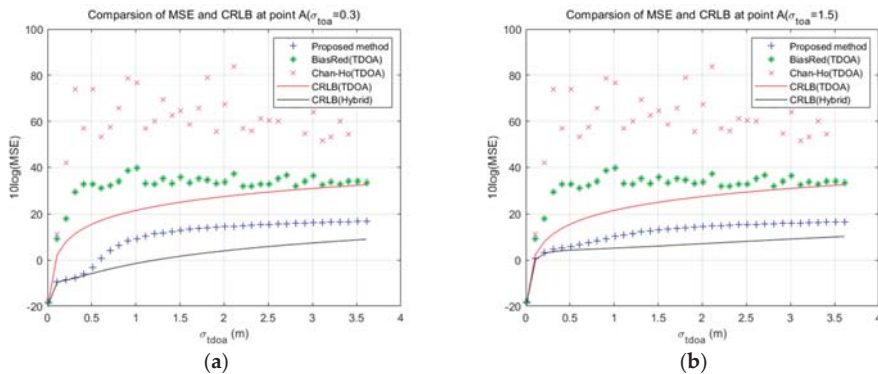 Comparsion of MSE and CRLB at point A(σtoa=0.3)
100
80
60
40
20
0
-20
10log(MSE)
Proposed method
BiasRed(TDOA)
Chan-Ho(TDOA)
CRLB(TDOA)
CRLB(Hybrid)
0 0.5 1 1.5 2 2.5 3 3.5 4
σtdoa (m)
(a)
Comparsion of MSE and CRLB at point A(σtoa=1.5)
100
80
60
40
20
0
-20
10log(MSE)
Proposed method
BiasRed(TDOA)
Chan-Ho(TDOA)
CRLB(TDOA)
CRLB(Hybrid)
0 0.5 1 1.5 2 2.5 3 3.5 4
σtdoa (m)
(b)